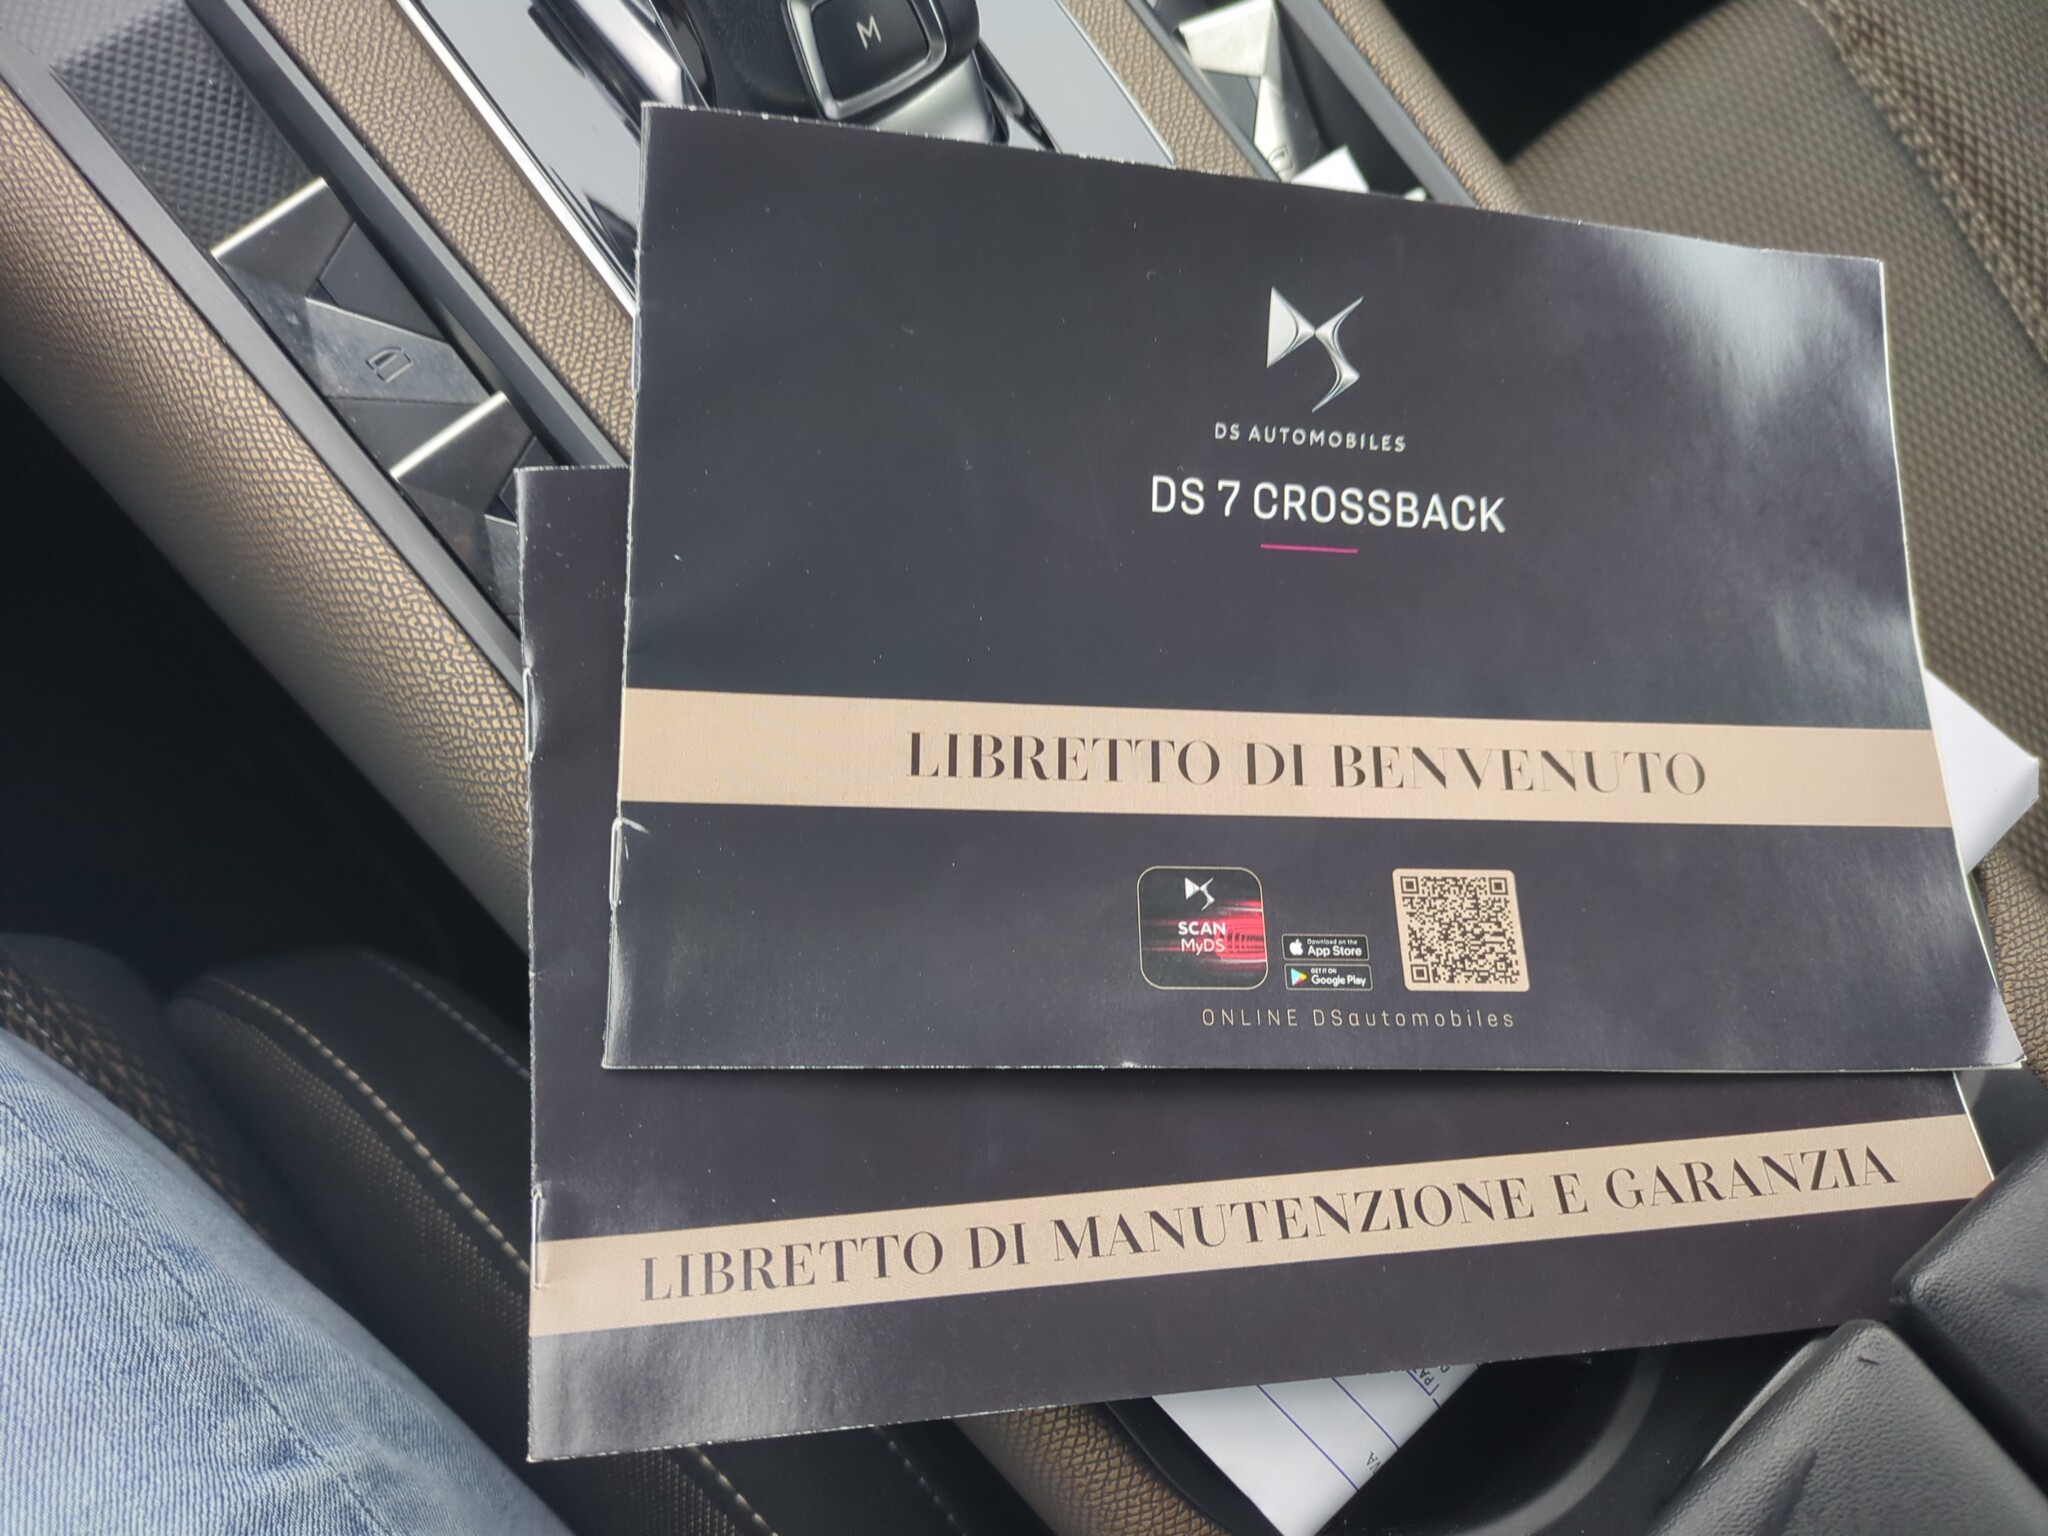 M
DS AUTOMOBILES
DS 7 CROSSBACK
LIBRETTO DI BENVENUTO
SCAN
MyDS
Download on the
App Store
GET IT ON
Google Play
ONLINE DSautomobiles
LIBRETTO DI MANUTENZIONE E GARANZIA